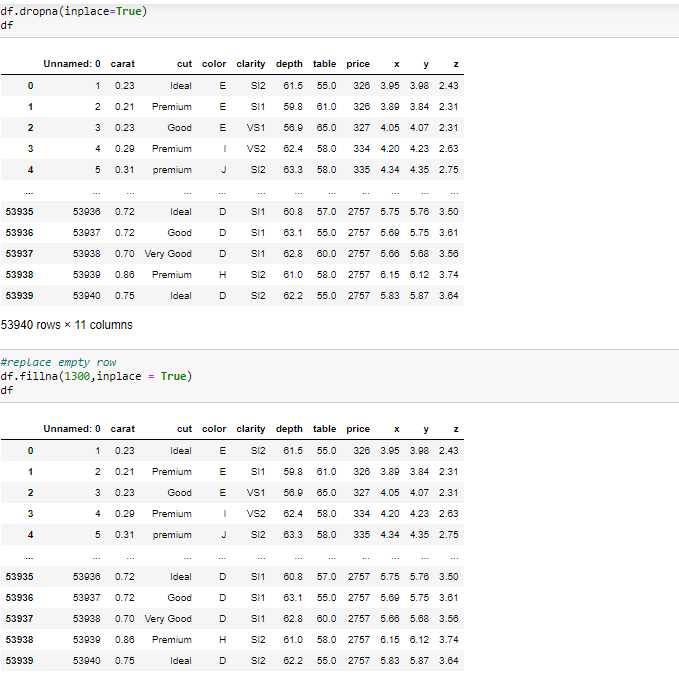 df.dropna(inplace=True)
df
Unnamed: 0 carat cut color clarity depth table price x y z
0 1 0.23 Ideal E SI2 61.5 55.0 326 3.95 3.98 2.43
1 2 0.21 Premium E SI1 59.8 61.0 326 3.89 3.84 2.31
2 3 0.23 Good E VS1 56.9 65.0 327 4.05 4.07 2.31
3 4 0.29 Premium I VS2 62.4 58.0 334 4.20 4.23 2.63
4 5 0.31 premium J SI2 63.3 58.0 335 4.34 4.35 2.75
... ... ... ... ... ... ... ... ... ... ... ...
53935 53936 0.72 Ideal D SI1 60.8 57.0 2757 5.75 5.76 3.50
53936 53937 0.72 Good D SI1 63.1 55.0 2757 5.69 5.75 3.61
53937 53938 0.70 Very Good D SI1 62.8 60.0 2757 5.66 5.68 3.56
53938 53939 0.86 Premium H SI2 61.0 58.0 2757 6.15 6.12 3.74
53939 53940 0.75 Ideal D SI2 62.2 55.0 2757 5.83 5.87 3.64
53940 rows × 11 columns
#replace empty row
df.fillna(1300,inplace = True)
df
Unnamed: 0 carat cut color clarity depth table price x y z
0 1 0.23 Ideal E SI2 61.5 55.0 326 3.95 3.98 2.43
1 2 0.21 Premium E SI1 59.8 61.0 326 3.89 3.84 2.31
2 3 0.23 Good E VS1 56.9 65.0 327 4.05 4.07 2.31
3 4 0.29 Premium I VS2 62.4 58.0 334 4.20 4.23 2.63
4 5 0.31 premium J SI2 63.3 58.0 335 4.34 4.35 2.75
... ... ... ... ... ... ... ... ... ... ... ...
53935 53936 0.72 Ideal D SI1 60.8 57.0 2757 5.75 5.76 3.50
53936 53937 0.72 Good D SI1 63.1 55.0 2757 5.69 5.75 3.61
53937 53938 0.70 Very Good D SI1 62.8 60.0 2757 5.66 5.68 3.56
53938 53939 0.86 Premium H SI2 61.0 58.0 2757 6.15 6.12 3.74
53939 53940 0.75 Ideal D SI2 62.2 55.0 2757 5.83 5.87 3.64